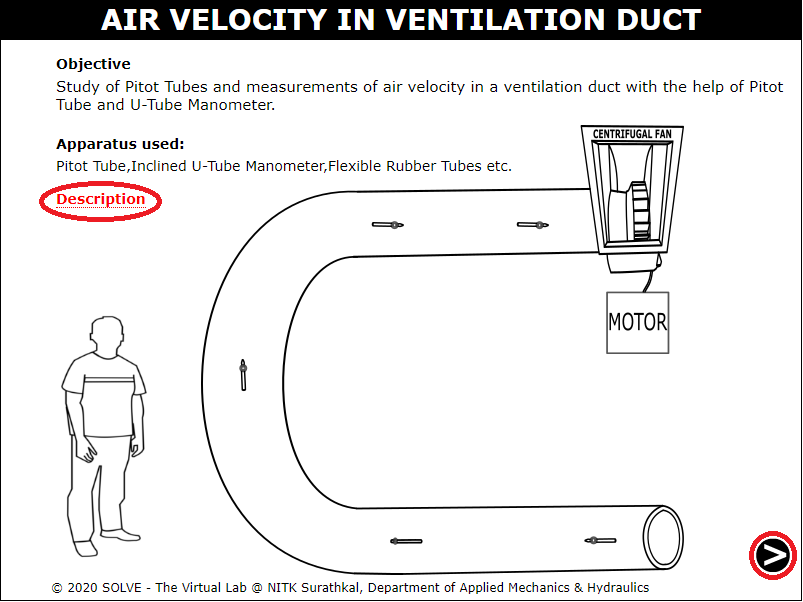 AIR VELOCITY IN VENTILATION DUCT
Objective
Study of Pitot Tubes and measurements of air velocity in a ventilation duct with the help of Pitot
Tube and U-Tube Manometer.
Apparatus used:
Pitot Tube,Inclined U-Tube Manometer,Flexible Rubber Tubes etc.
Description
CENTRIFUGAL FAN
MOTOR
>
© 2020 SOLVE - The Virtual Lab @ NITK Surathkal, Department of Applied Mechanics & Hydraulics